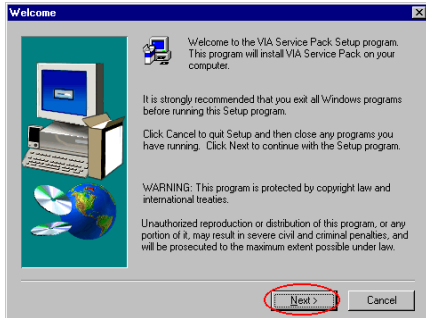 Welcome
Welcome to the VIA Service Pack Setup program.
This program will install VIA Service Pack on your
computer.
It is strongly recommended that you exit all Windows programs
before running this Setup program.
Click Cancel to quit Setup and then close any programs you
have running. Click Next to continue with the Setup program.
WARNING: This program is protected by copyright law and
international treaties.
Unauthorized reproduction or distribution of this program, or any
portion of it, may result in severe civil and criminal penalties, and
will be prosecuted to the maximum extent possible under law.
Next > Cancel